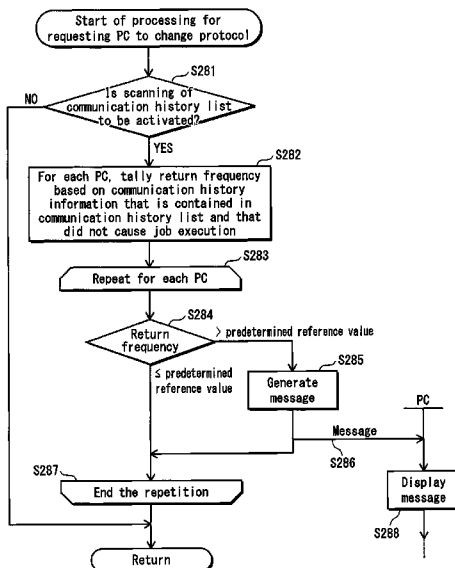 Start of processing for
requesting PC to change protocol
S281
Is scanning of
communication history list
to be activated?
NO
YES
S282
For each PC, tally return frequency
based on communication history
information that is contained in
communication history list and that
did not cause job execution
S283
Repeat for each PC
S284
Return
frequency
> predetermined reference value
≤ predetermined
reference value
S285
Generate
message
PC
Message
S286
S287
End the repetition
Display
message
S288
Return